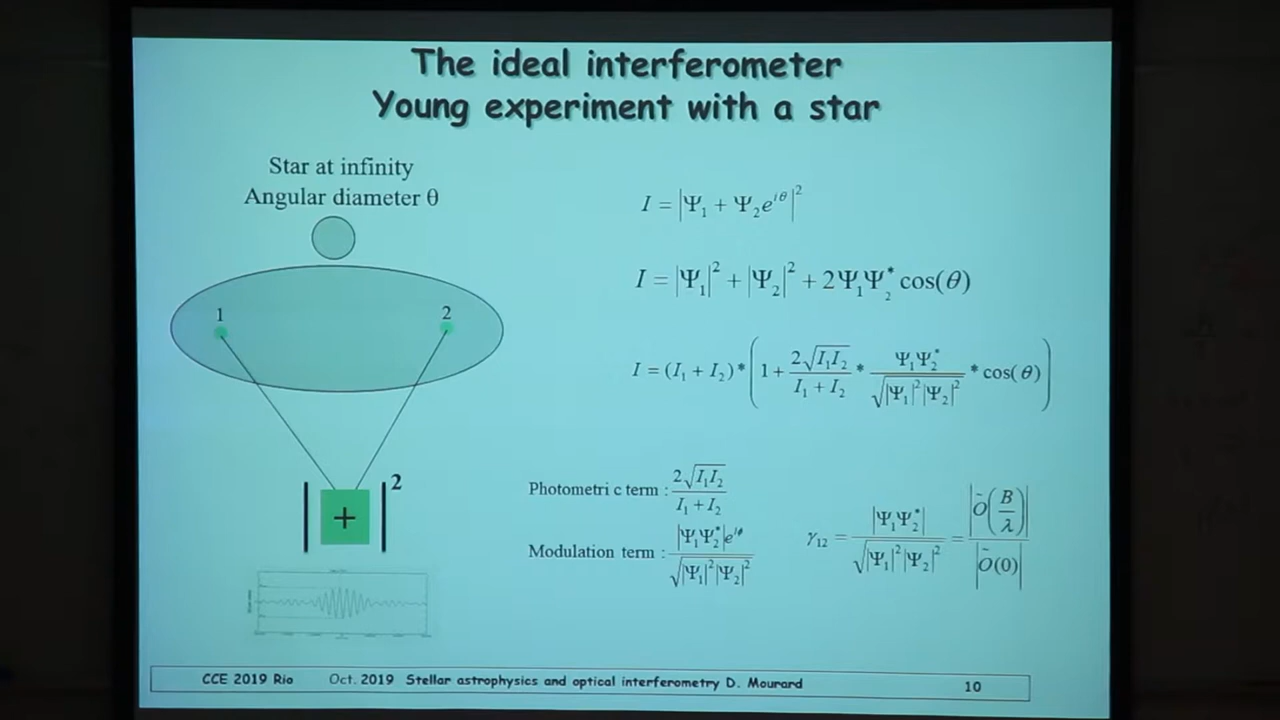 The ideal interferometer
Young experiment with a star
Star at infinity
Angular diameter θ
1
2
| + |²
I = |Ψ₁ + Ψ₂e^{iθ}|²
I = |Ψ₁|² + |Ψ₂|² + 2Ψ₁Ψ₂* cos(θ)
I = (I₁ + I₂) * (1 + 2√(I₁I₂) / (I₁ + I₂) * Ψ₁Ψ₂* / √(|Ψ₁|²|Ψ₂|²) * cos(θ))
Photometri c term : 2√(I₁I₂) / (I₁ + I₂)
Modulation term : |Ψ₁Ψ₂*|e^{iφ} / √(|Ψ₁|²|Ψ₂|²)
γ₁₂ = |Ψ₁Ψ₂*| / √(|Ψ₁|²|Ψ₂|²) = |Õ(B/λ)| / |Õ(0)|
CCE 2019 Rio Oct. 2019 Stellar astrophysics and optical interferometry D. Mourard 10